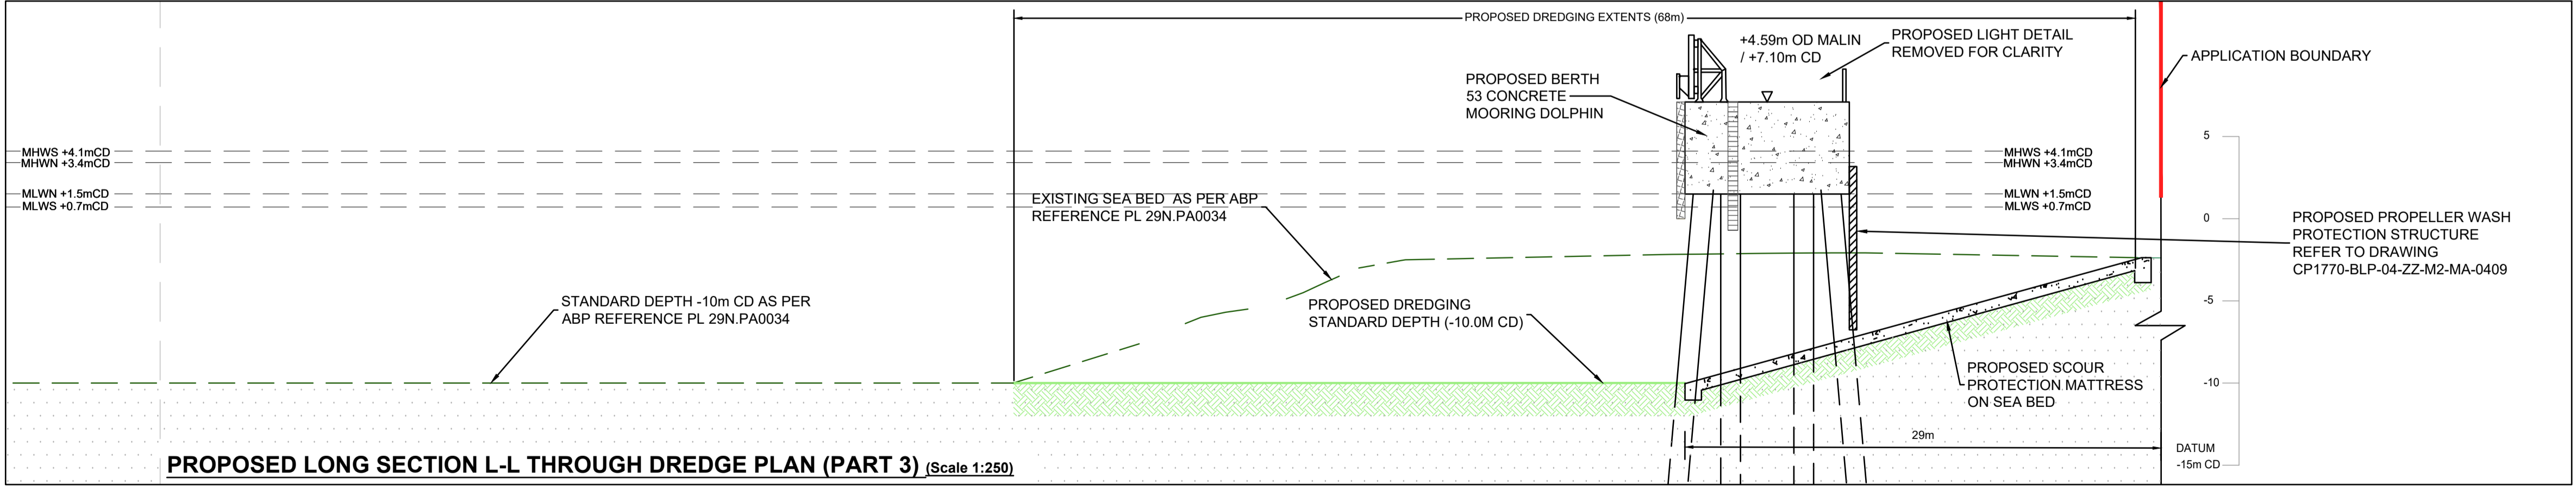 PROPOSED DREDGING EXTENTS (68m)
+4.59m OD MALIN
/ +7.10m CD
PROPOSED LIGHT DETAIL
REMOVED FOR CLARITY
APPLICATION BOUNDARY
PROPOSED BERTH
53 CONCRETE
MOORING DOLPHIN
MHWS +4.1mCD
MHWN +3.4mCD
MLWN +1.5mCD
MLWS +0.7mCD
EXISTING SEA BED AS PER ABP
REFERENCE PL 29N.PA0034
MHWS +4.1mCD
MHWN +3.4mCD
MLWN +1.5mCD
MLWS +0.7mCD
5
0
-5
-10
DATUM
-15m CD
PROPOSED PROPELLER WASH
PROTECTION STRUCTURE
REFER TO DRAWING
CP1770-BLP-04-ZZ-M2-MA-0409
STANDARD DEPTH -10m CD AS PER
ABP REFERENCE PL 29N.PA0034
PROPOSED DREDGING
STANDARD DEPTH (-10.0M CD)
PROPOSED SCOUR
PROTECTION MATTRESS
ON SEA BED
29m
PROPOSED LONG SECTION L-L THROUGH DREDGE PLAN (PART 3) (Scale 1:250)